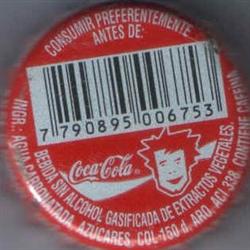 CONSUMIR PREFERENTEMENTE
ANTES DE:
7 790895 006753
Coca-Cola
INGR.: AGUA CARBONATADA, AZUCARES, COL-150 d, ARO, ACI-338, CONTIENE CAFEINA
BEBIDA SIN ALCOHOL GASIFICADA DE EXTRACTOS VEGETALES.